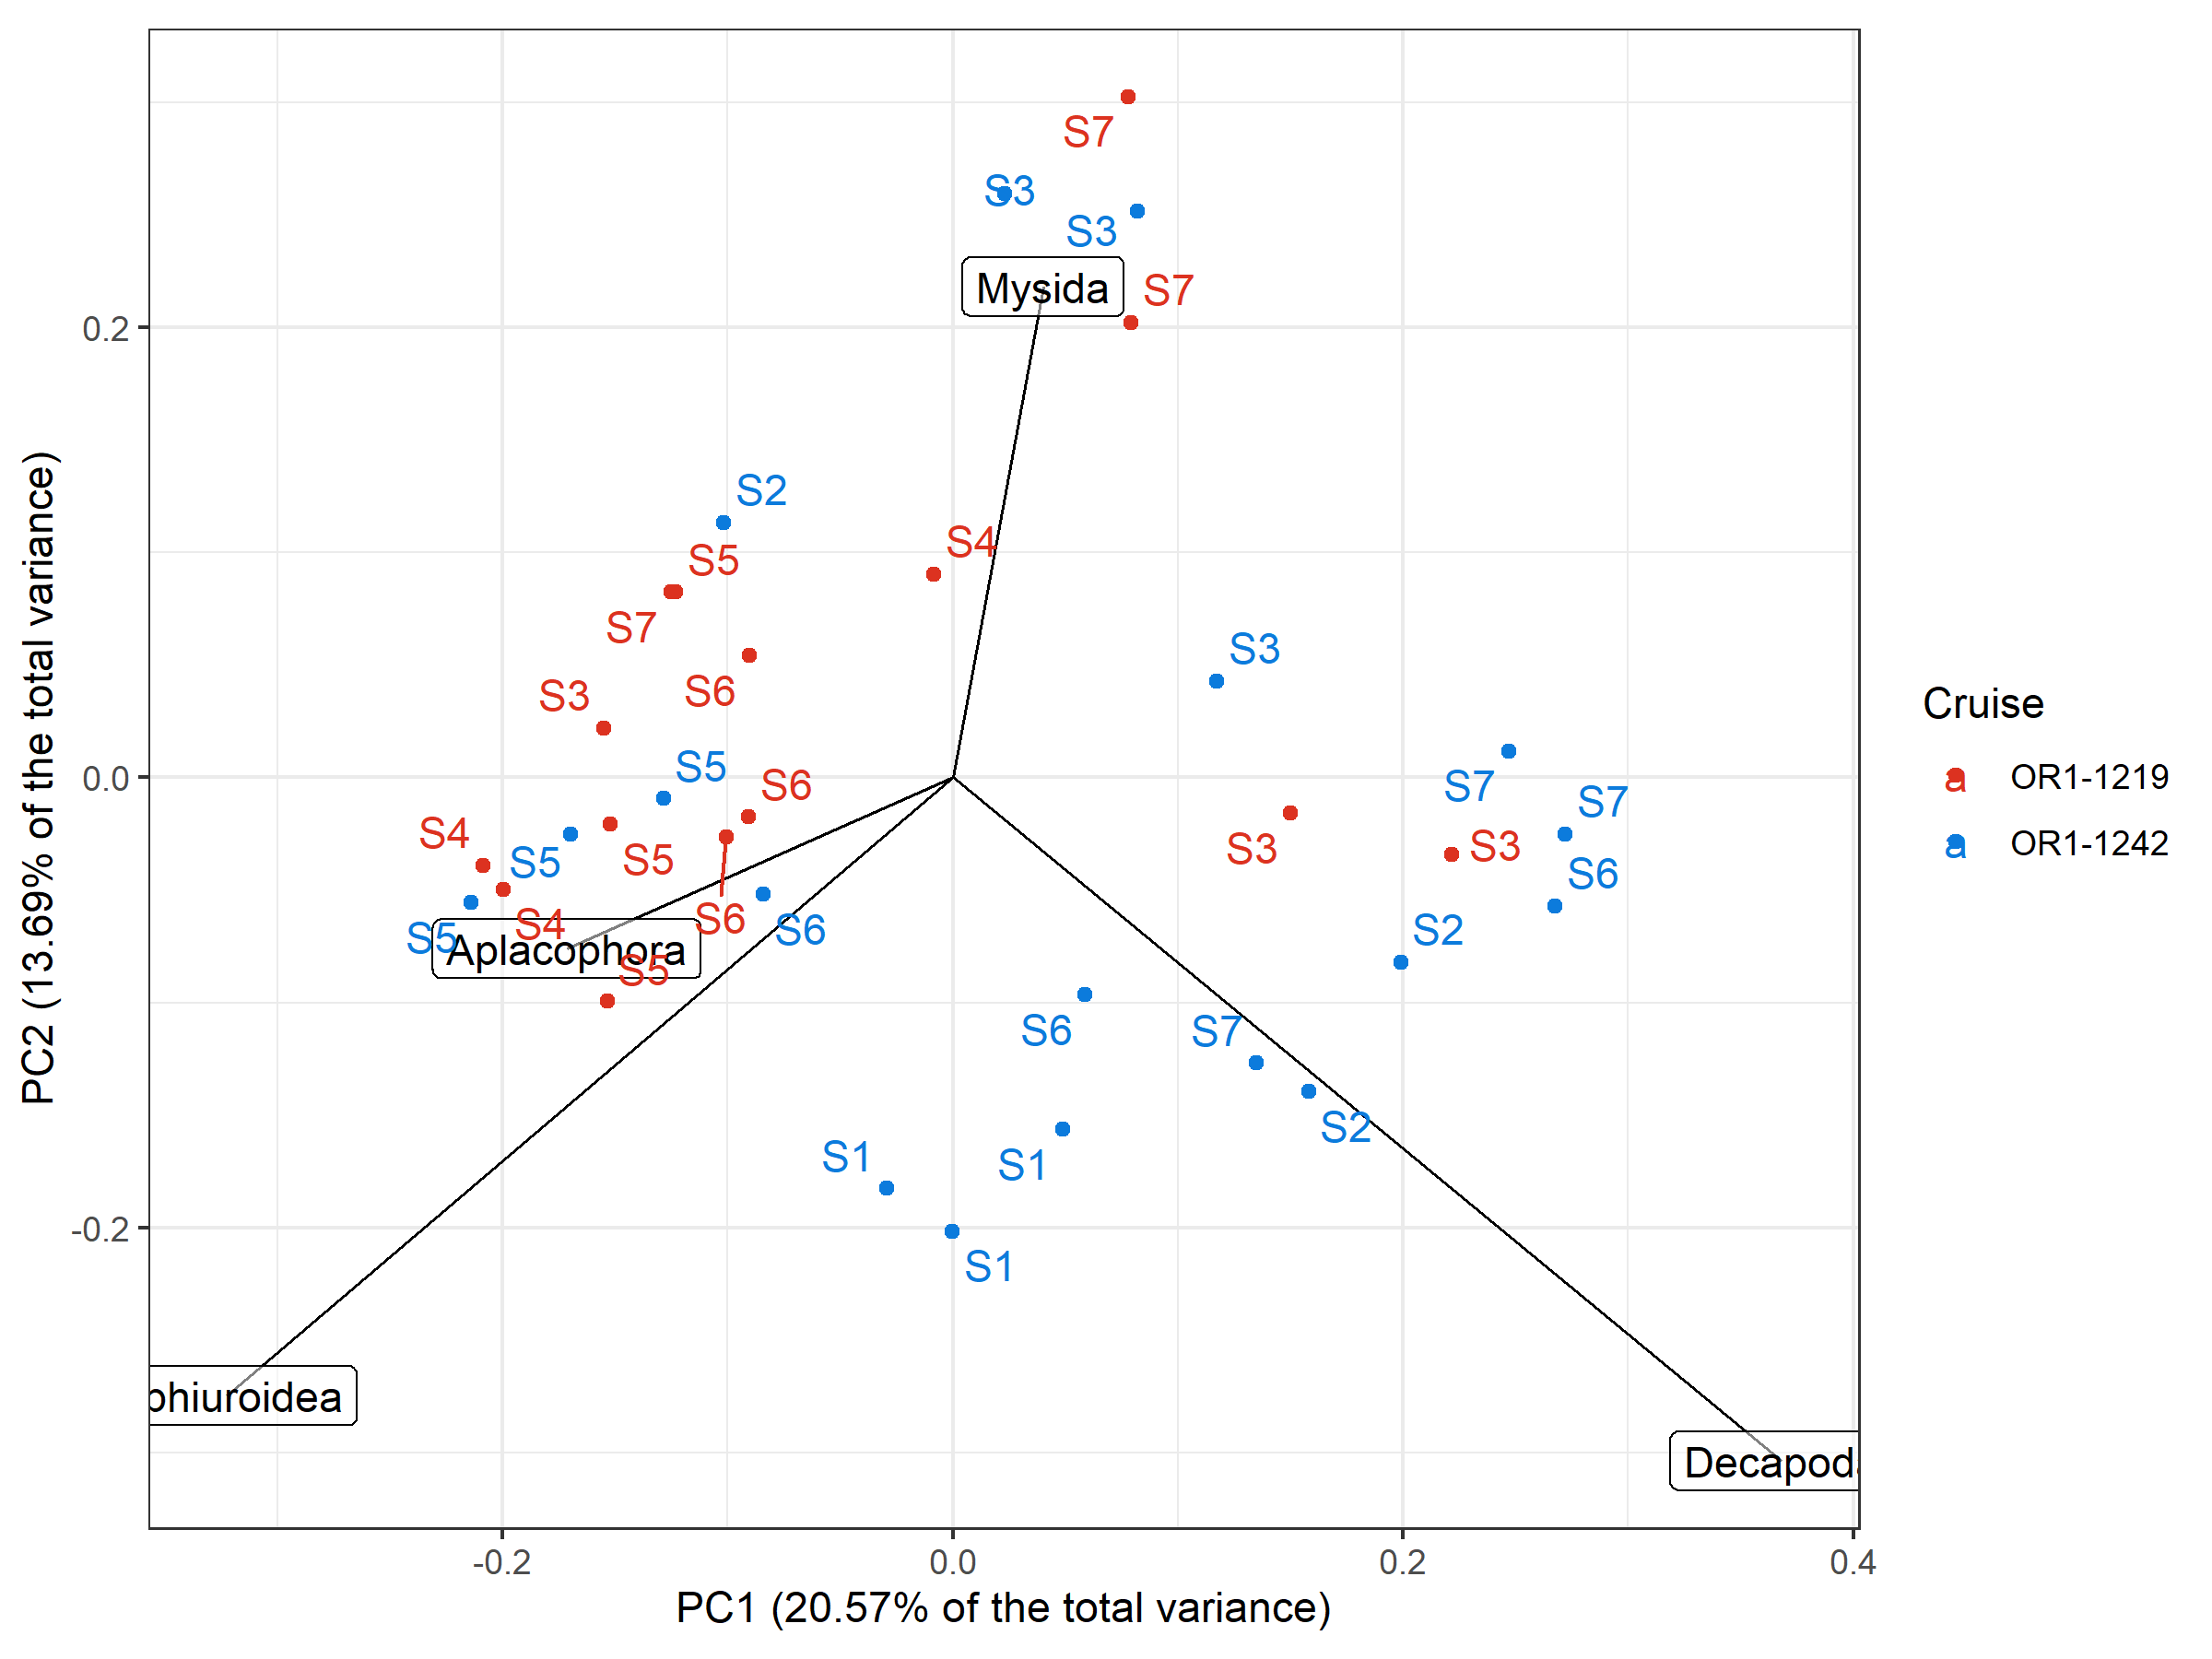 S7
S3
S3
Mysida
S7
0.2
S2
S4
S5
S7
S3
S6
S3
PC2 (13.69% of the total variance)
Cruise
0.0
S5
S6
S7
S7
OR1-1219
S4
S5
S5
S3
S3
OR1-1242
S6
S5
S4
S6
S6
S2
Aplacophora
S5
S6
S7
S2
S1
S1
-0.2
S1
phiuroidea
Decapoda
-0.2
0.0
0.2
0.4
PC1 (20.57% of the total variance)